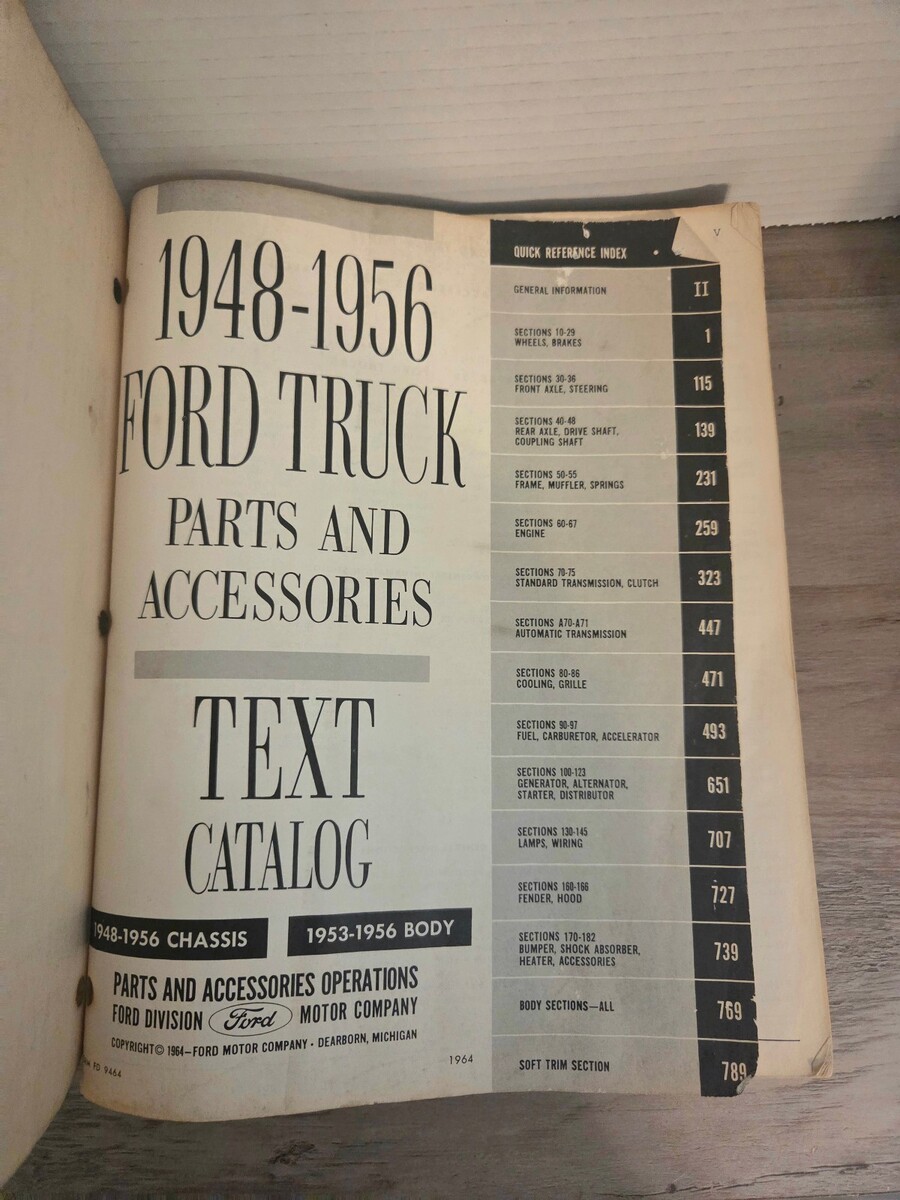 1948-1956
FORD TRUCK
PARTS AND
ACCESSORIES
TEXT
CATALOG
1948-1956 CHASSIS
1953-1956 BODY
PARTS AND ACCESSORIES OPERATIONS
FORD DIVISION Ford MOTOR COMPANY
COPYRIGHT © 1964—FORD MOTOR COMPANY • DEARBORN, MICHIGAN
FD 9464
1964
V
QUICK REFERENCE INDEX
GENERAL INFORMATION II
SECTIONS 10-29
WHEELS, BRAKES 1
SECTIONS 30-36
FRONT AXLE, STEERING 115
SECTIONS 40-48
REAR AXLE, DRIVE SHAFT,
COUPLING SHAFT 139
SECTIONS 50-55
FRAME, MUFFLER, SPRINGS 231
SECTIONS 60-67
ENGINE 259
SECTIONS 70-75
STANDARD TRANSMISSION, CLUTCH 323
SECTIONS A70-A71
AUTOMATIC TRANSMISSION 447
SECTIONS 80-86
COOLING, GRILLE 471
SECTIONS 90-97
FUEL, CARBURETOR, ACCELERATOR 493
SECTIONS 100-123
GENERATOR, ALTERNATOR,
STARTER, DISTRIBUTOR 651
SECTIONS 130-145
LAMPS, WIRING 707
SECTIONS 160-166
FENDER, HOOD 727
SECTIONS 170-182
BUMPER, SHOCK ABSORBER,
HEATER, ACCESSORIES 739
BODY SECTIONS—ALL 769
SOFT TRIM SECTION 789